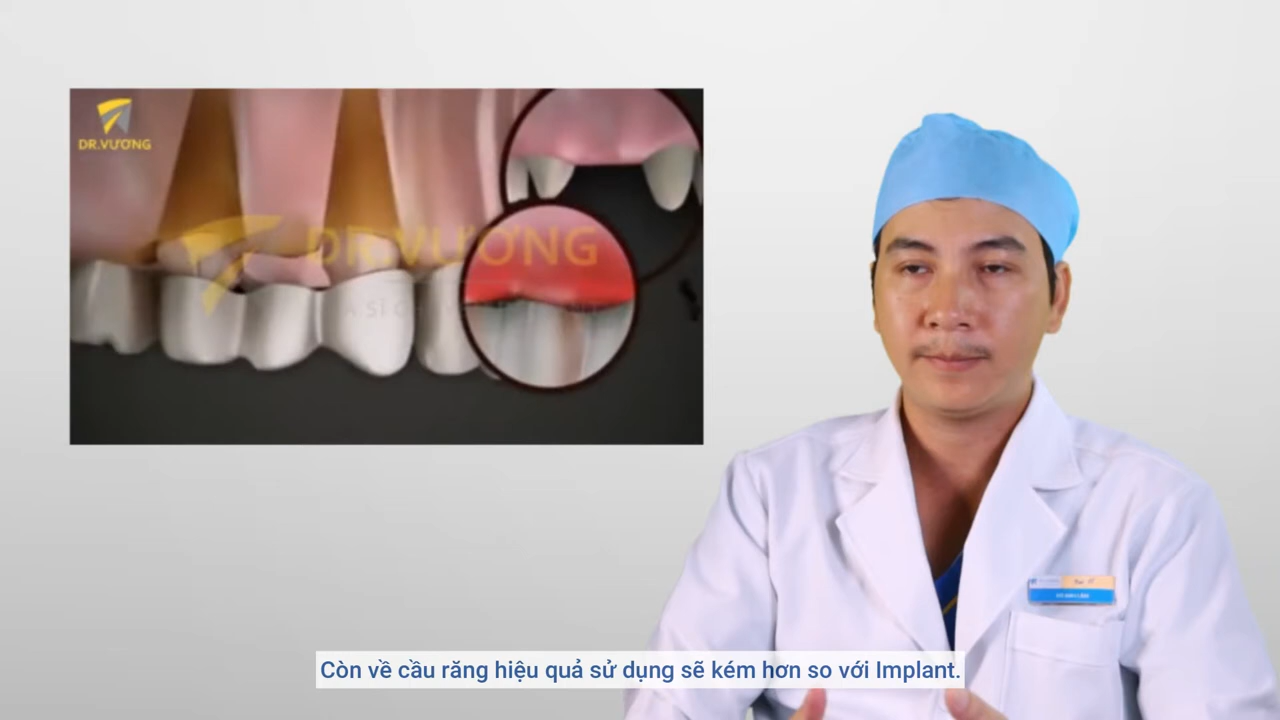 DR.VƯƠNG
DR.VƯƠNG
Còn về cầu răng hiệu quả sử dụng sẽ kém hơn so với Implant.